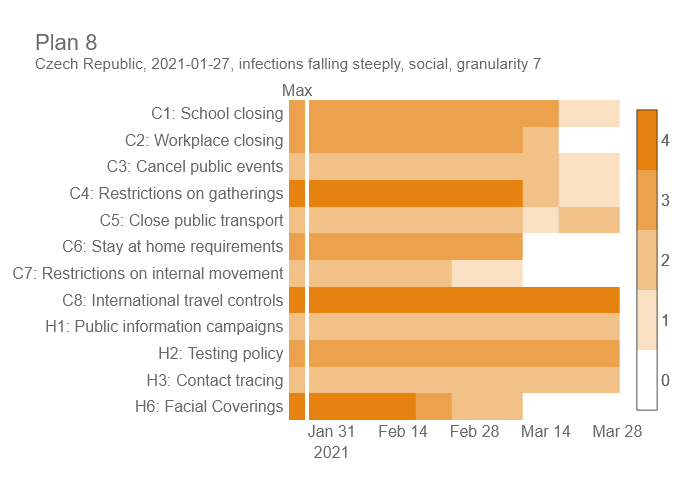 Plan 8
Czech Republic, 2021-01-27, infections falling steeply, social, granularity 7
Max
C1: School closing
C2: Workplace closing
C3: Cancel public events
C4: Restrictions on gatherings
C5: Close public transport
C6: Stay at home requirements
C7: Restrictions on internal movement
C8: International travel controls
H1: Public information campaigns
H2: Testing policy
H3: Contact tracing
H6: Facial Coverings
Jan 31 Feb 14 Feb 28 Mar 14 Mar 28
2021
4
3
2
1
0